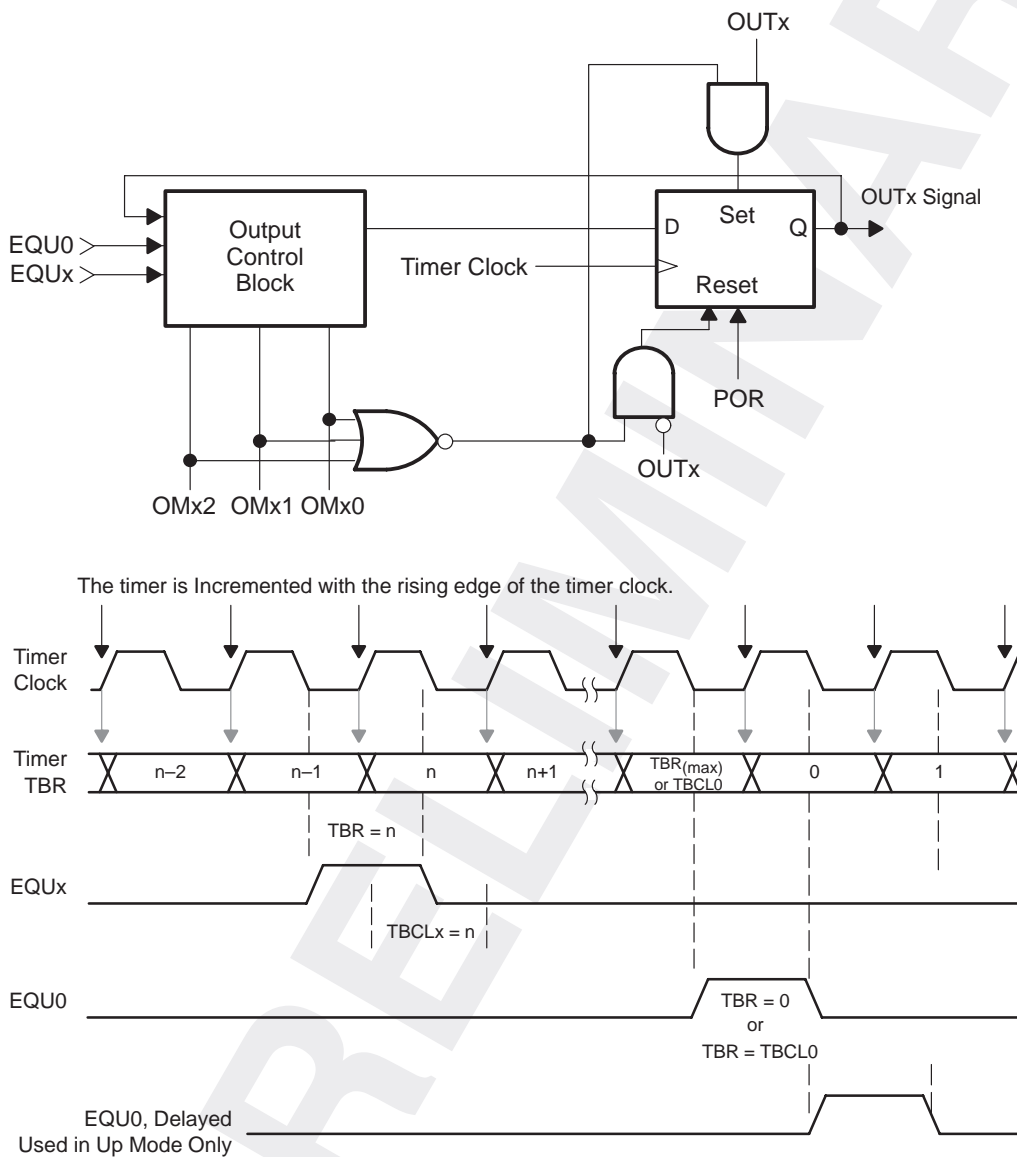 OUTx
OUTx Signal
Output
Control
Block
EQU0
EQUx
D
Set
Q
Timer Clock
Reset
POR
OUTx
OMx2 OMx1 OMx0
The timer is Incremented with the rising edge of the timer clock.
Timer
Clock
Timer
TBR
n–2
n–1
n
n+1
TBR(max)
or TBCL0
0
1
TBR = n
EQUx
TBCLx = n
EQU0
TBR = 0
or
TBR = TBCL0
EQU0, Delayed
Used in Up Mode Only
RELIMINAR